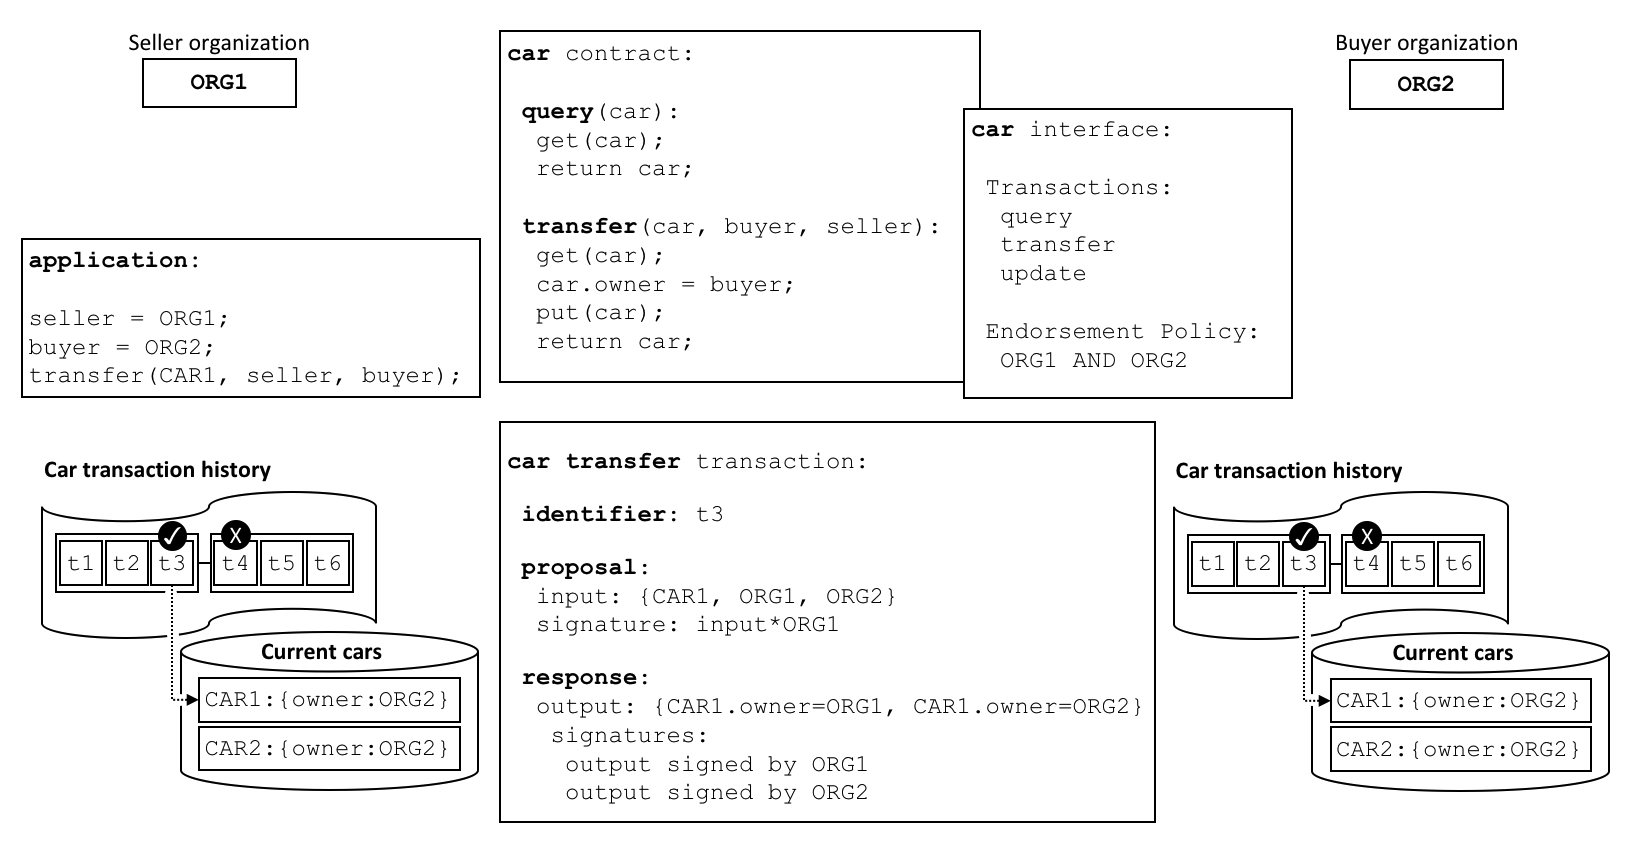 Seller organization
ORG1
car contract:
query(car):
get(car);
return car;
transfer(car, buyer, seller):
get(car);
car.owner = buyer;
put(car);
return car;
car interface:
Transactions:
query
transfer
update
Endorsement Policy:
ORG1 AND ORG2
Buyer organization
ORG2
application:
seller = ORG1;
buyer = ORG2;
transfer(CAR1, seller, buyer);
Car transaction history
✓ X
t1 t2 t3 t4 t5 t6
Current cars
CAR1:{owner:ORG2}
CAR2:{owner:ORG2}
car transfer transaction:
identifier: t3
proposal:
input: {CAR1, ORG1, ORG2}
signature: input*ORG1
response:
output: {CAR1.owner=ORG1, CAR1.owner=ORG2}
signatures:
output signed by ORG1
output signed by ORG2
Car transaction history
✓ X
t1 t2 t3 t4 t5 t6
Current cars
CAR1:{owner:ORG2}
CAR2:{owner:ORG2}